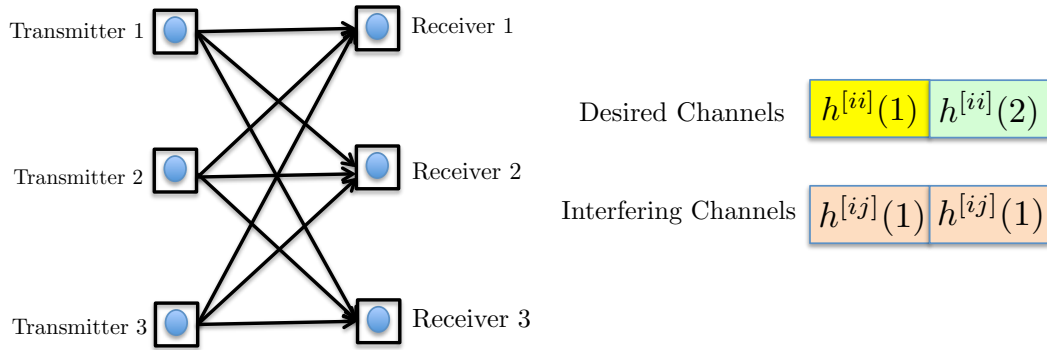 Transmitter 1
Receiver 1
Transmitter 2
Receiver 2
Transmitter 3
Receiver 3
Desired Channels h^{[ii]}(1) h^{[ii]}(2)
Interfering Channels h^{[ij]}(1) h^{[ij]}(1)